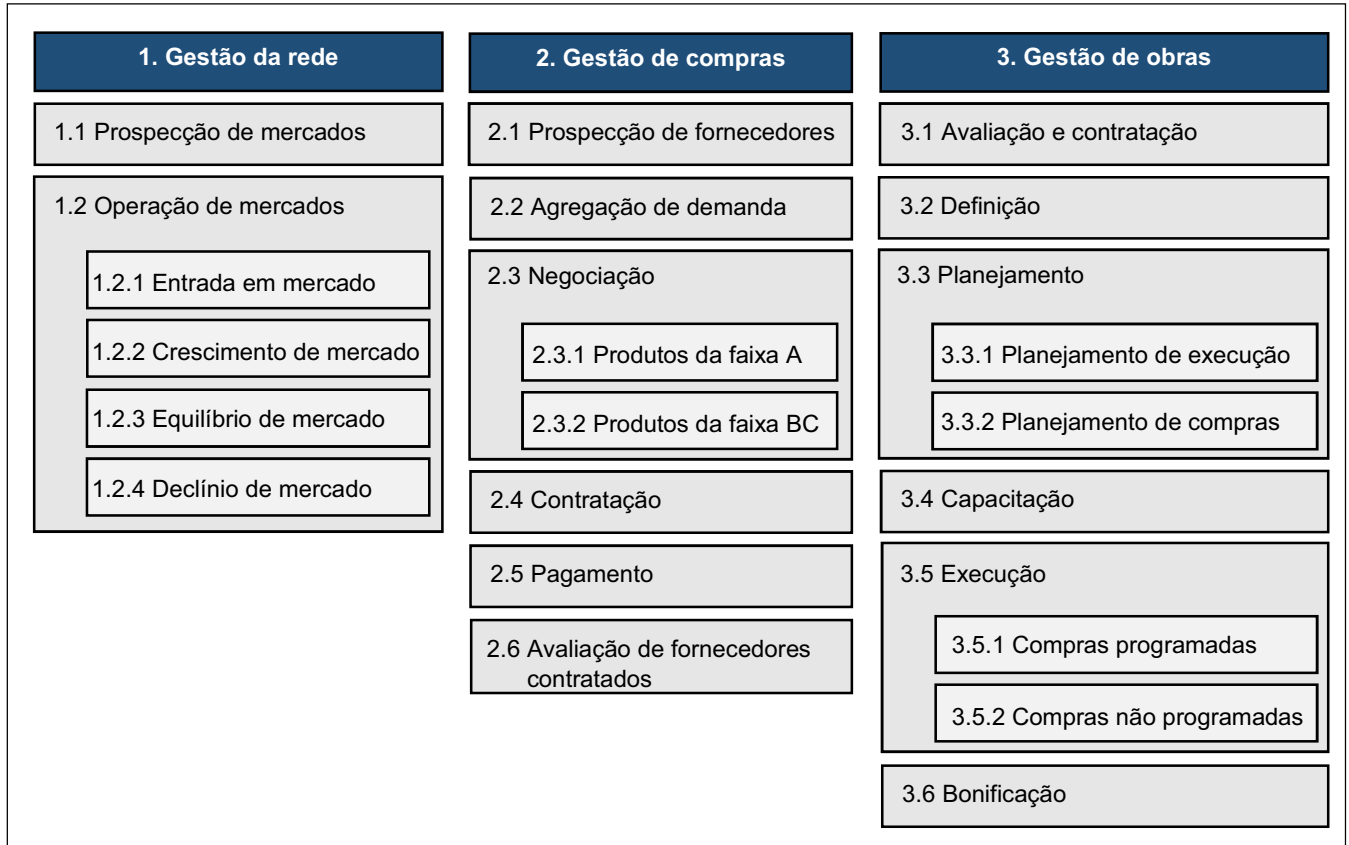 1. Gestão da rede
1.1 Prospecção de mercados
1.2 Operação de mercados
1.2.1 Entrada em mercado
1.2.2 Crescimento de mercado
1.2.3 Equilíbrio de mercado
1.2.4 Declínio de mercado
2. Gestão de compras
2.1 Prospecção de fornecedores
2.2 Agregação de demanda
2.3 Negociação
2.3.1 Produtos da faixa A
2.3.2 Produtos da faixa BC
2.4 Contratação
2.5 Pagamento
2.6 Avaliação de fornecedores
contratados
3. Gestão de obras
3.1 Avaliação e contratação
3.2 Definição
3.3 Planejamento
3.3.1 Planejamento de execução
3.3.2 Planejamento de compras
3.4 Capacitação
3.5 Execução
3.5.1 Compras programadas
3.5.2 Compras não programadas
3.6 Bonificação